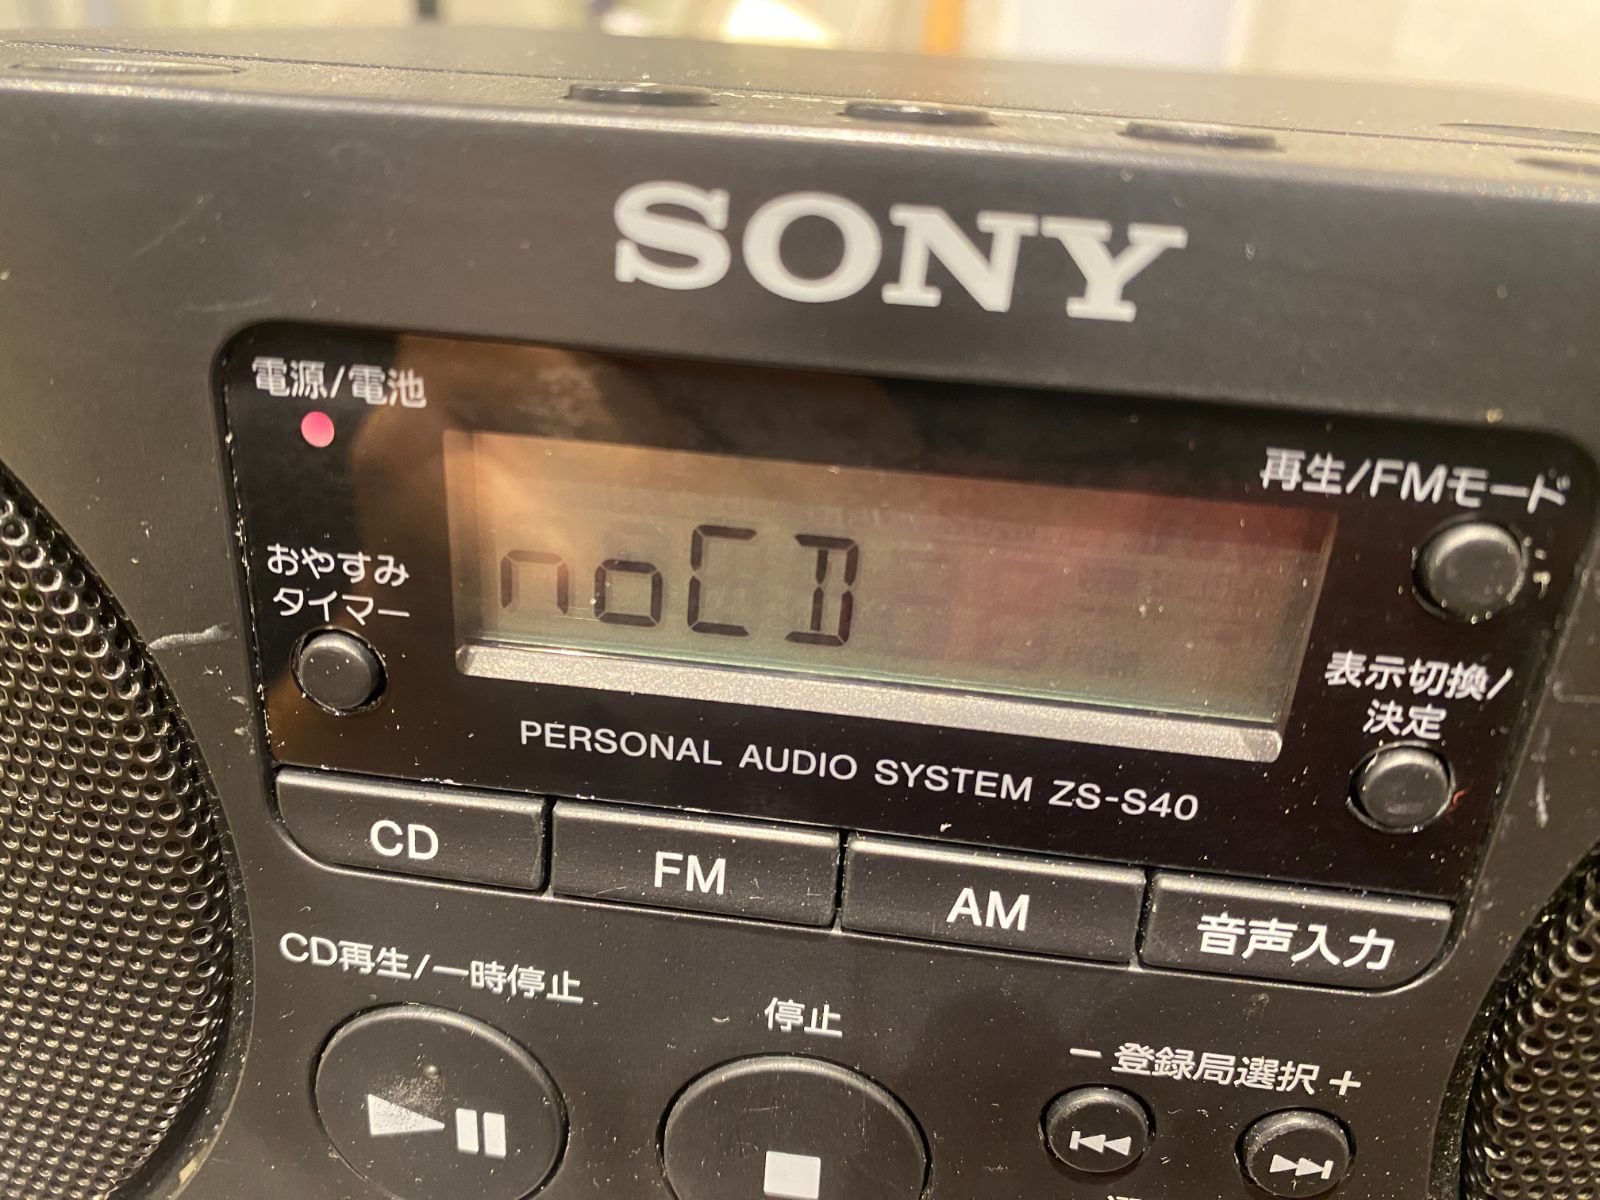 SONY
電源/電池
再生/FMモード
おやすみ
タイマー
noCD
表示切換/
決定
PERSONAL AUDIO SYSTEM ZS-S40
CD
FM
AM
音声入力
CD再生/一時停止
停止
− 登録局選択 +